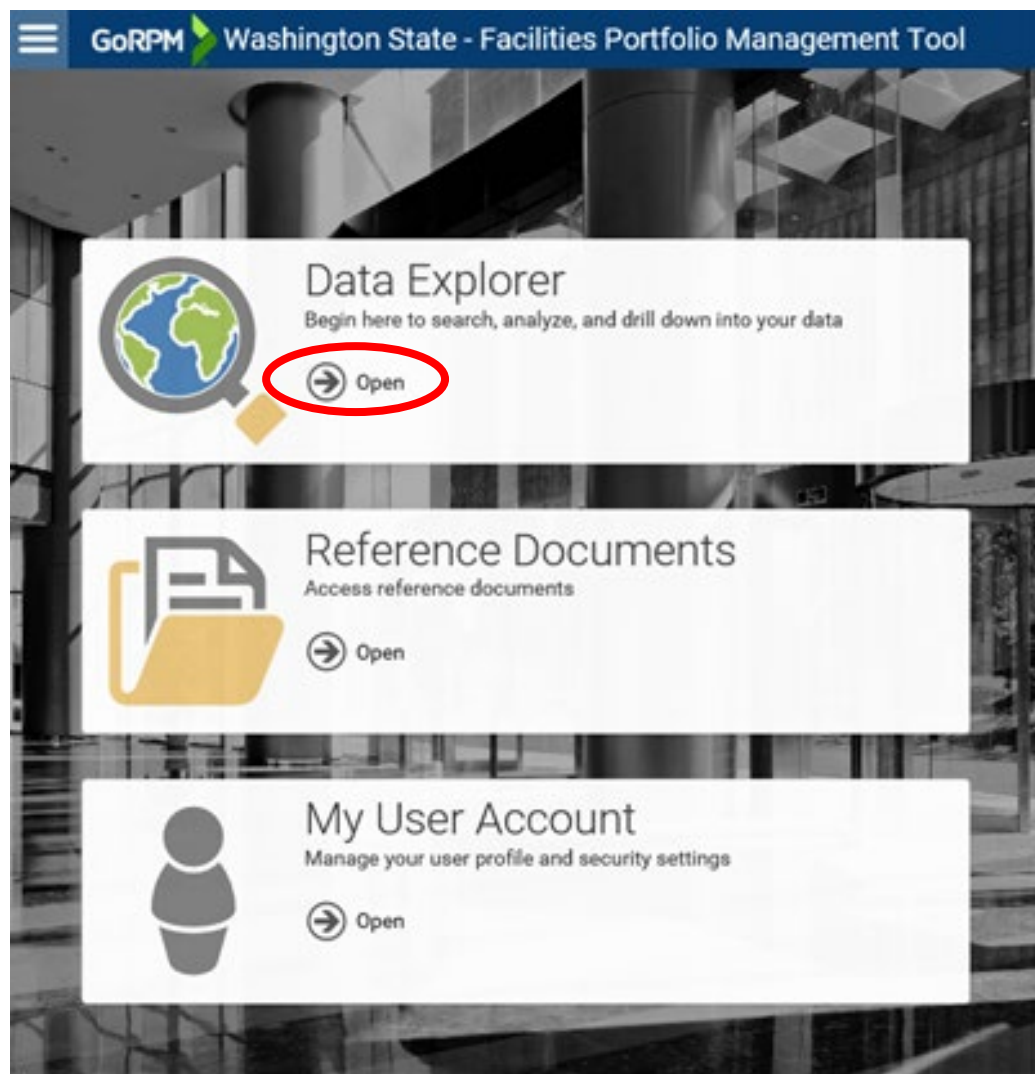 GoRPM Washington State - Facilities Portfolio Management Tool
Data Explorer
Begin here to search, analyze, and drill down into your data
Open
Reference Documents
Access reference documents
Open
My User Account
Manage your user profile and security settings
Open